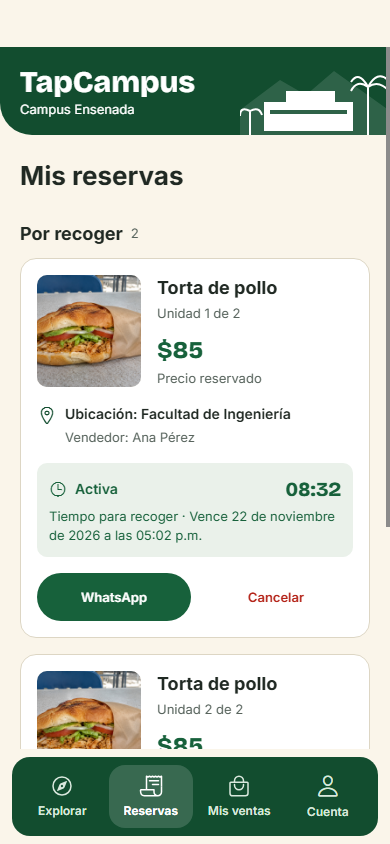 TapCampus
Campus Ensenada
Mis reservas
Por recoger 2
Torta de pollo
Unidad 1 de 2
$85
Precio reservado
Ubicación: Facultad de Ingeniería
Vendedor: Ana Pérez
Activa 08:32
Tiempo para recoger · Vence 22 de noviembre
de 2026 a las 05:02 p.m.
WhatsApp Cancelar
Torta de pollo
Unidad 2 de 2
$85
Explorar Reservas Mis ventas Cuenta